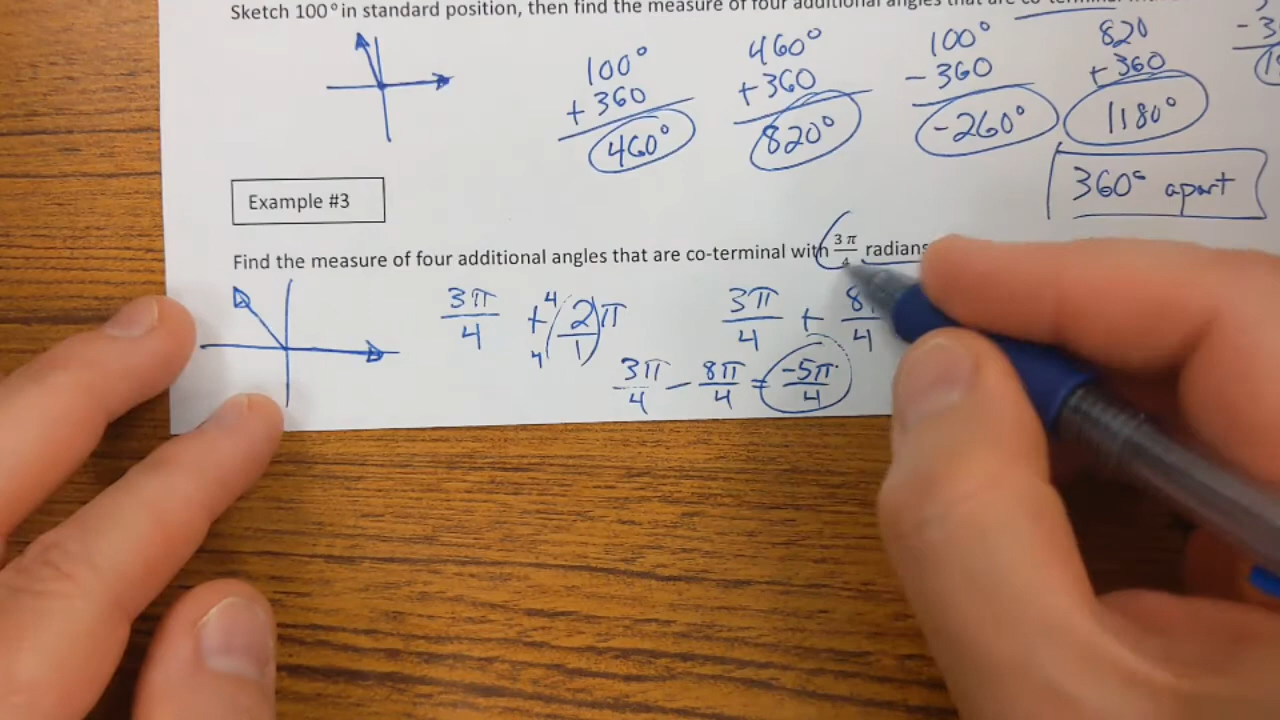 Sketch 100° in standard position, then find the measure of four additional angles that are co-terminal
100° + 360 460°
460° + 360 820°
100° - 360 -260°
820 + 360 1180°
360° apart
Example #3
Find the measure of four additional angles that are co-terminal with 3π/4 radians
3π/4 + 4/4 (2/1)π
3π/4 + 8π/4
3π/4 - 8π/4 = -5π/4